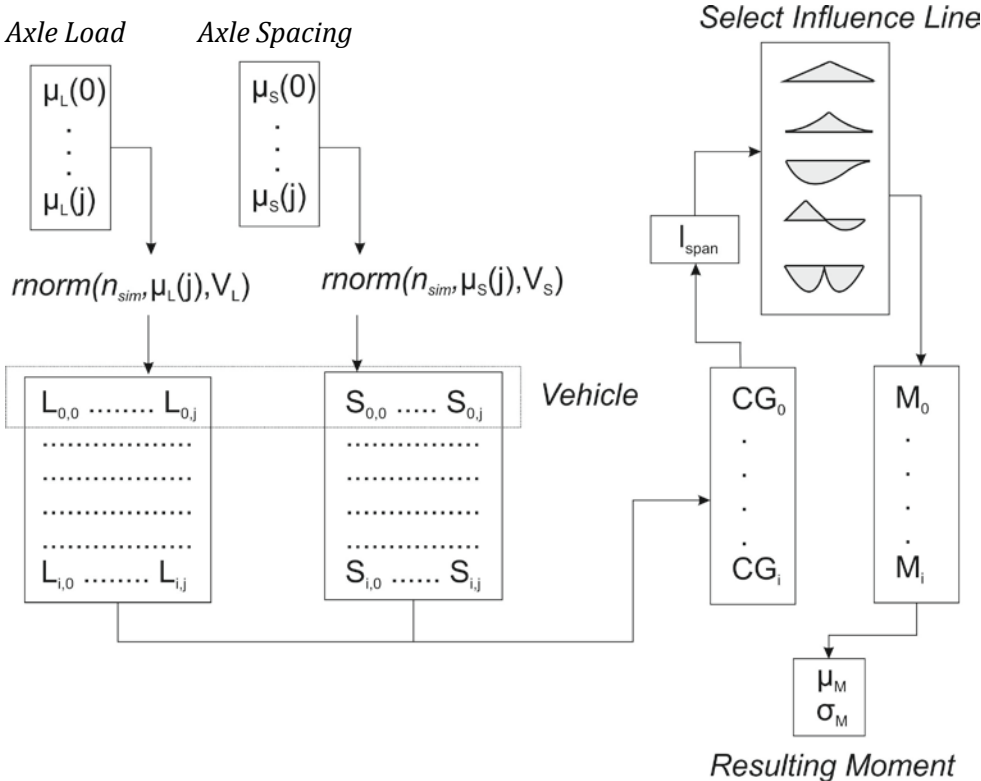 Axle Load
μL(0)
.
.
.
μL(j)
rnorm(nsim,μL(j),VL)
L0,0 ........ L0,j
..................
..................
..................
..................
Li,0 ........ Li,j
Axle Spacing
μS(0)
.
.
.
μS(j)
rnorm(nsim,μS(j),VS)
S0,0 ..... S0,j
..................
..................
..................
..................
Si,0 ...... Si,j
Vehicle
CG0
.
.
.
.
CGi
lspan
Select Influence Line
M0
.
.
.
.
Mi
μM
σM
Resulting Moment